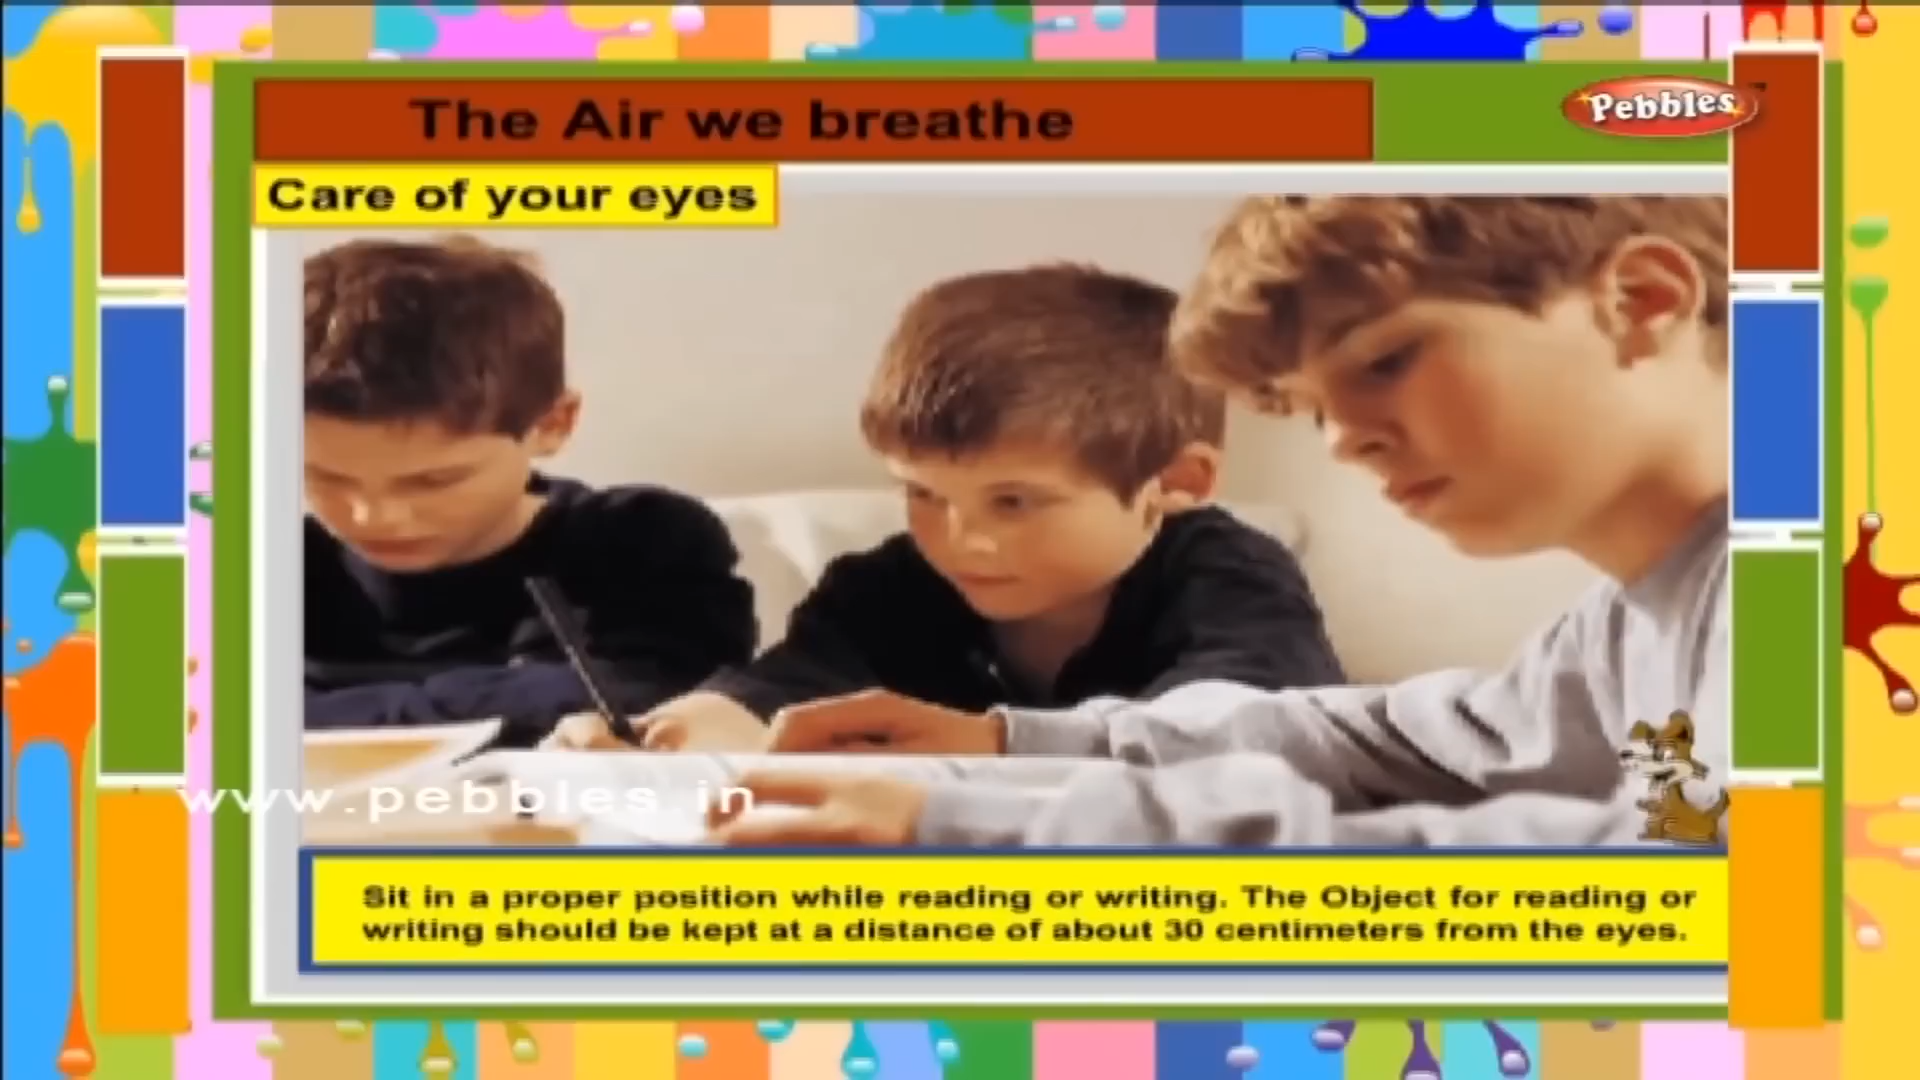 The Air we breathe
Pebbles
Care of your eyes
www.pebbles.in
Sit in a proper position while reading or writing. The Object for reading or
writing should be kept at a distance of about 30 centimeters from the eyes.